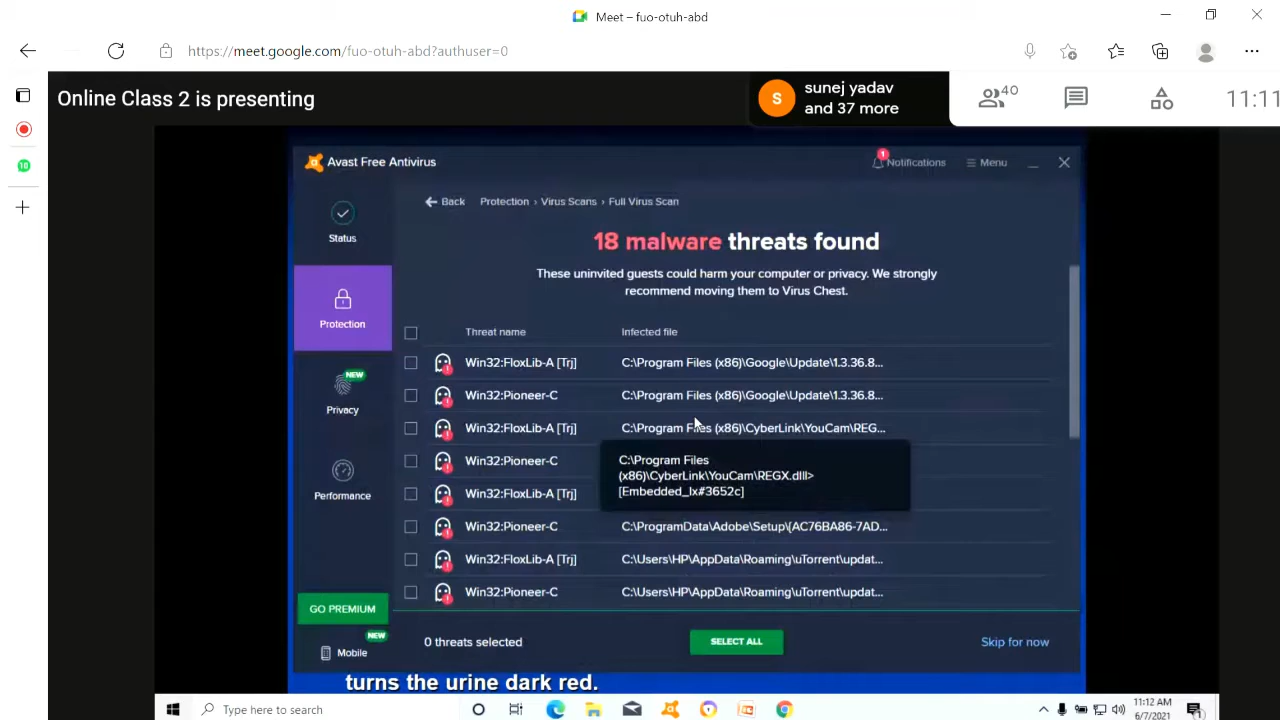 Meet – fuo-otuh-abd
https://meet.google.com/fuo-otuh-abd?authuser=0
Online Class 2 is presenting
S
sunej yadav
and 37 more
40
11:11
10
Avast Free Antivirus
1
Notifications
Menu
Back
Protection › Virus Scans › Full Virus Scan
Status
Protection
NEW
Privacy
Performance
GO PREMIUM
NEW
Mobile
18 malware threats found
These uninvited guests could harm your computer or privacy. We strongly
recommend moving them to Virus Chest.
Threat name Infected file
Win32:FloxLib-A [Trj] C:\Program Files (x86)\Google\Update\1.3.36.8...
Win32:Pioneer-C C:\Program Files (x86)\Google\Update\1.3.36.8...
Win32:FloxLib-A [Trj] C:\Program Files (x86)\CyberLink\YouCam\REG...
Win32:Pioneer-C
Win32:FloxLib-A [Trj]
C:\Program Files
(x86)\CyberLink\YouCam\REGX.dlll>
[Embedded_Ix#3652c]
Win32:Pioneer-C C:\ProgramData\Adobe\Setup\{AC76BA86-7AD...
Win32:FloxLib-A [Trj] C:\Users\HP\AppData\Roaming\uTorrent\updat...
Win32:Pioneer-C C:\Users\HP\AppData\Roaming\uTorrent\updat...
0 threats selected
SELECT ALL
Skip for now
turns the urine dark red.
Type here to search
11:12 AM
6/7/2021